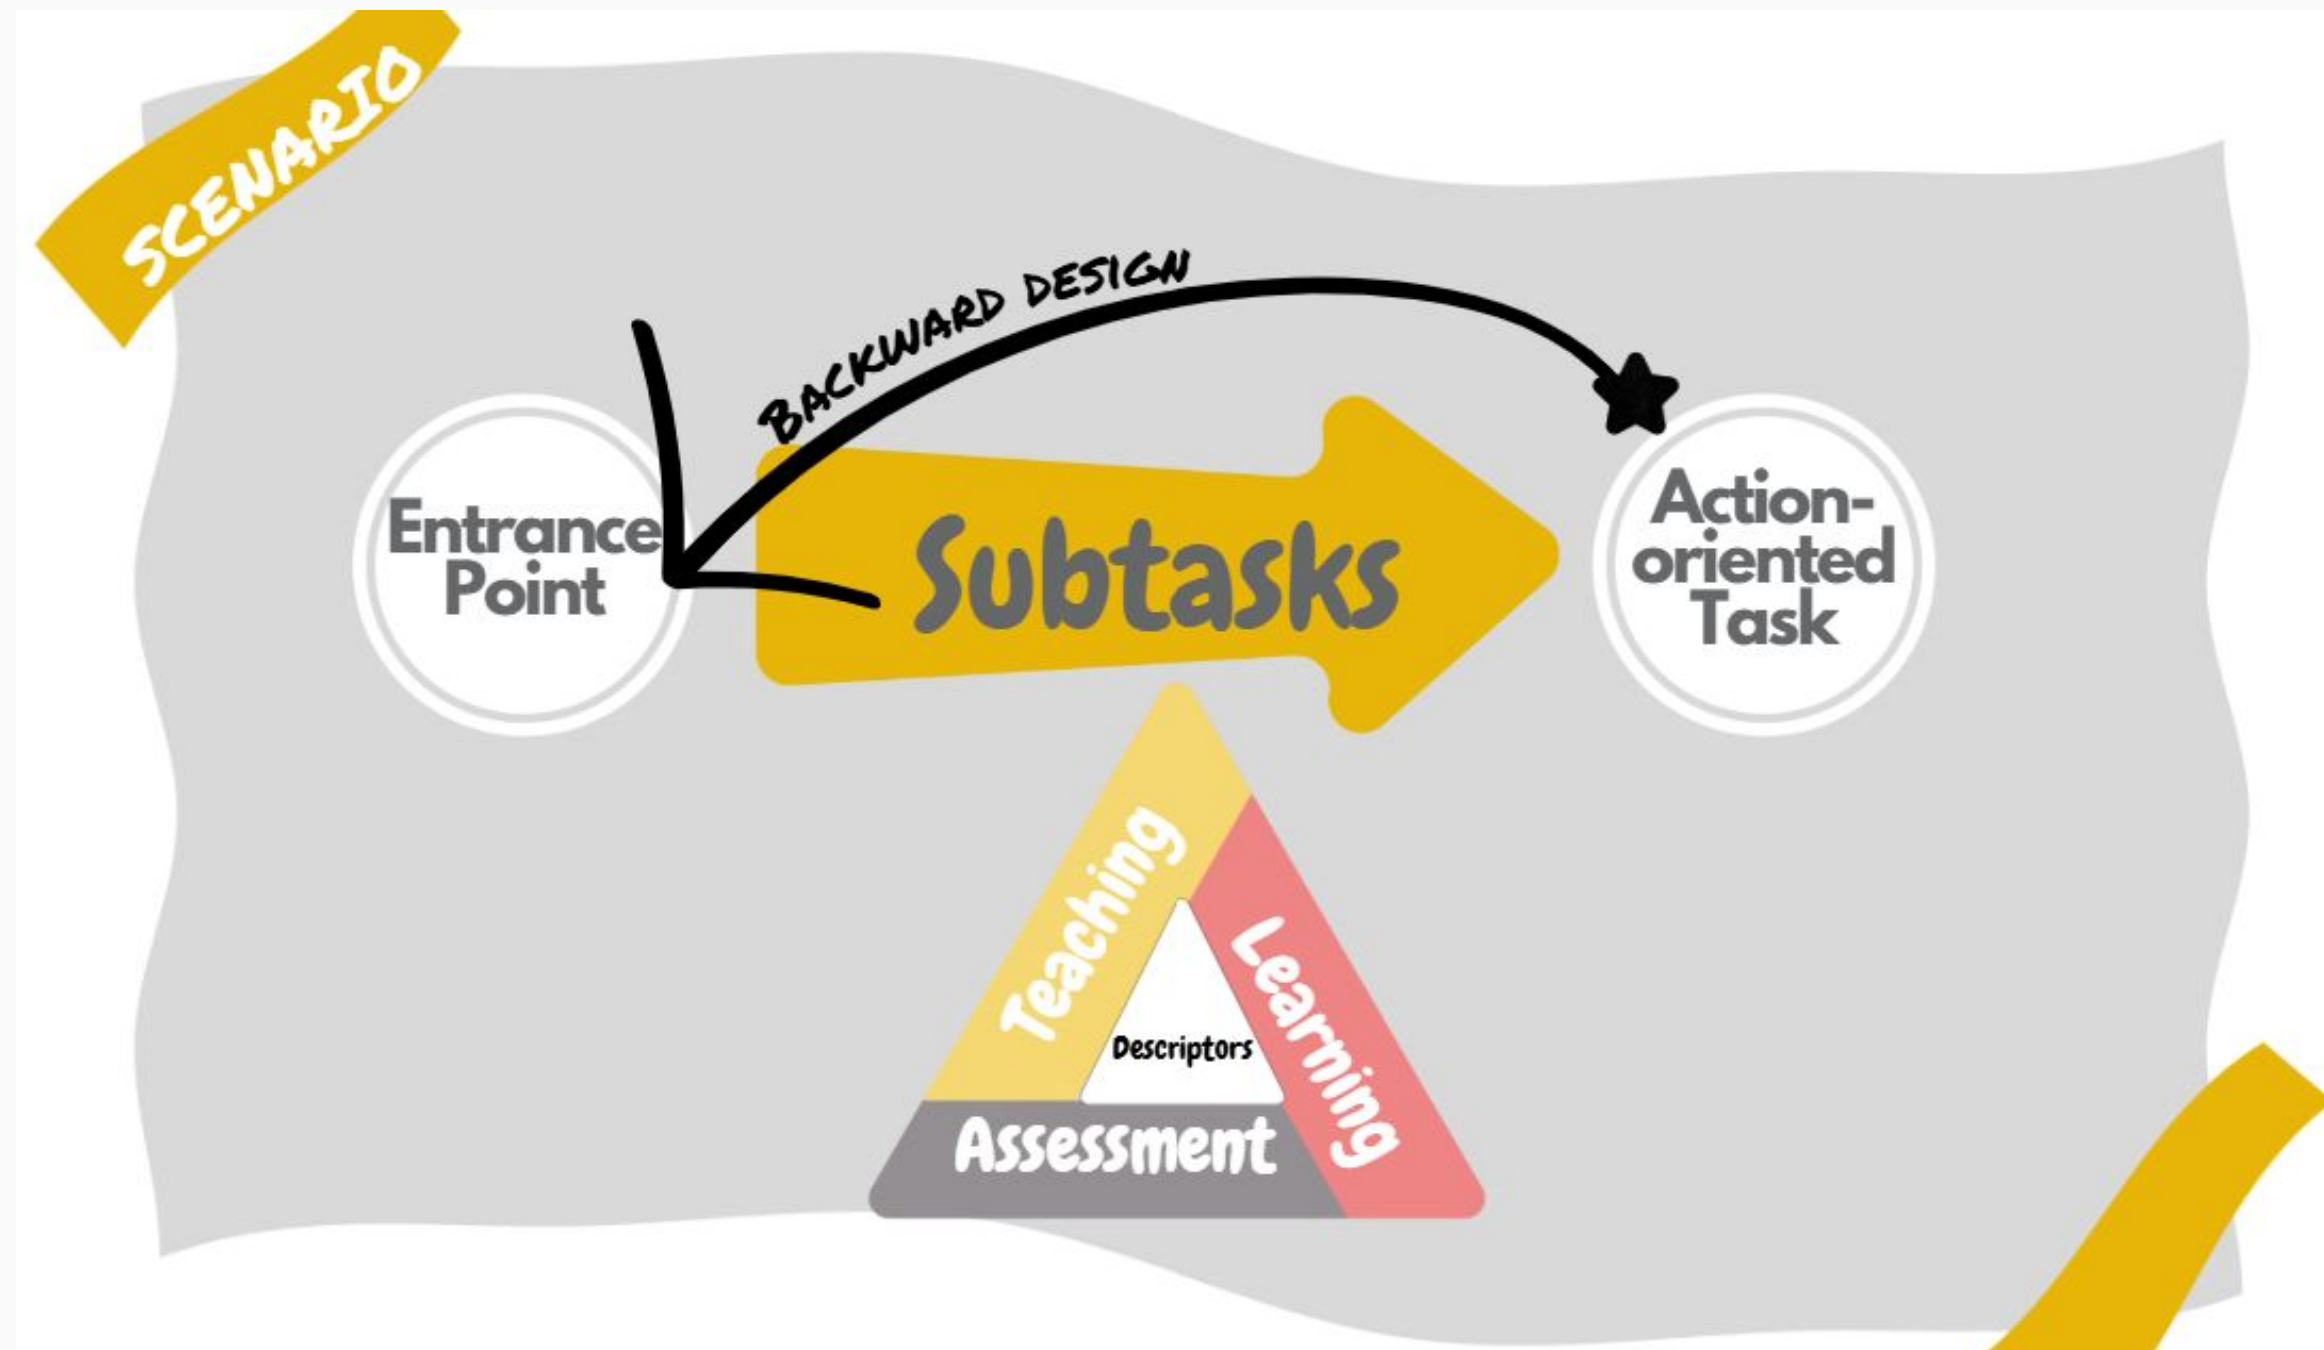 SCENARIO
BACKWARD DESIGN
Entrance
Point
Subtasks
Action-
oriented
Task
Teaching
Learning
Descriptors
Assessment